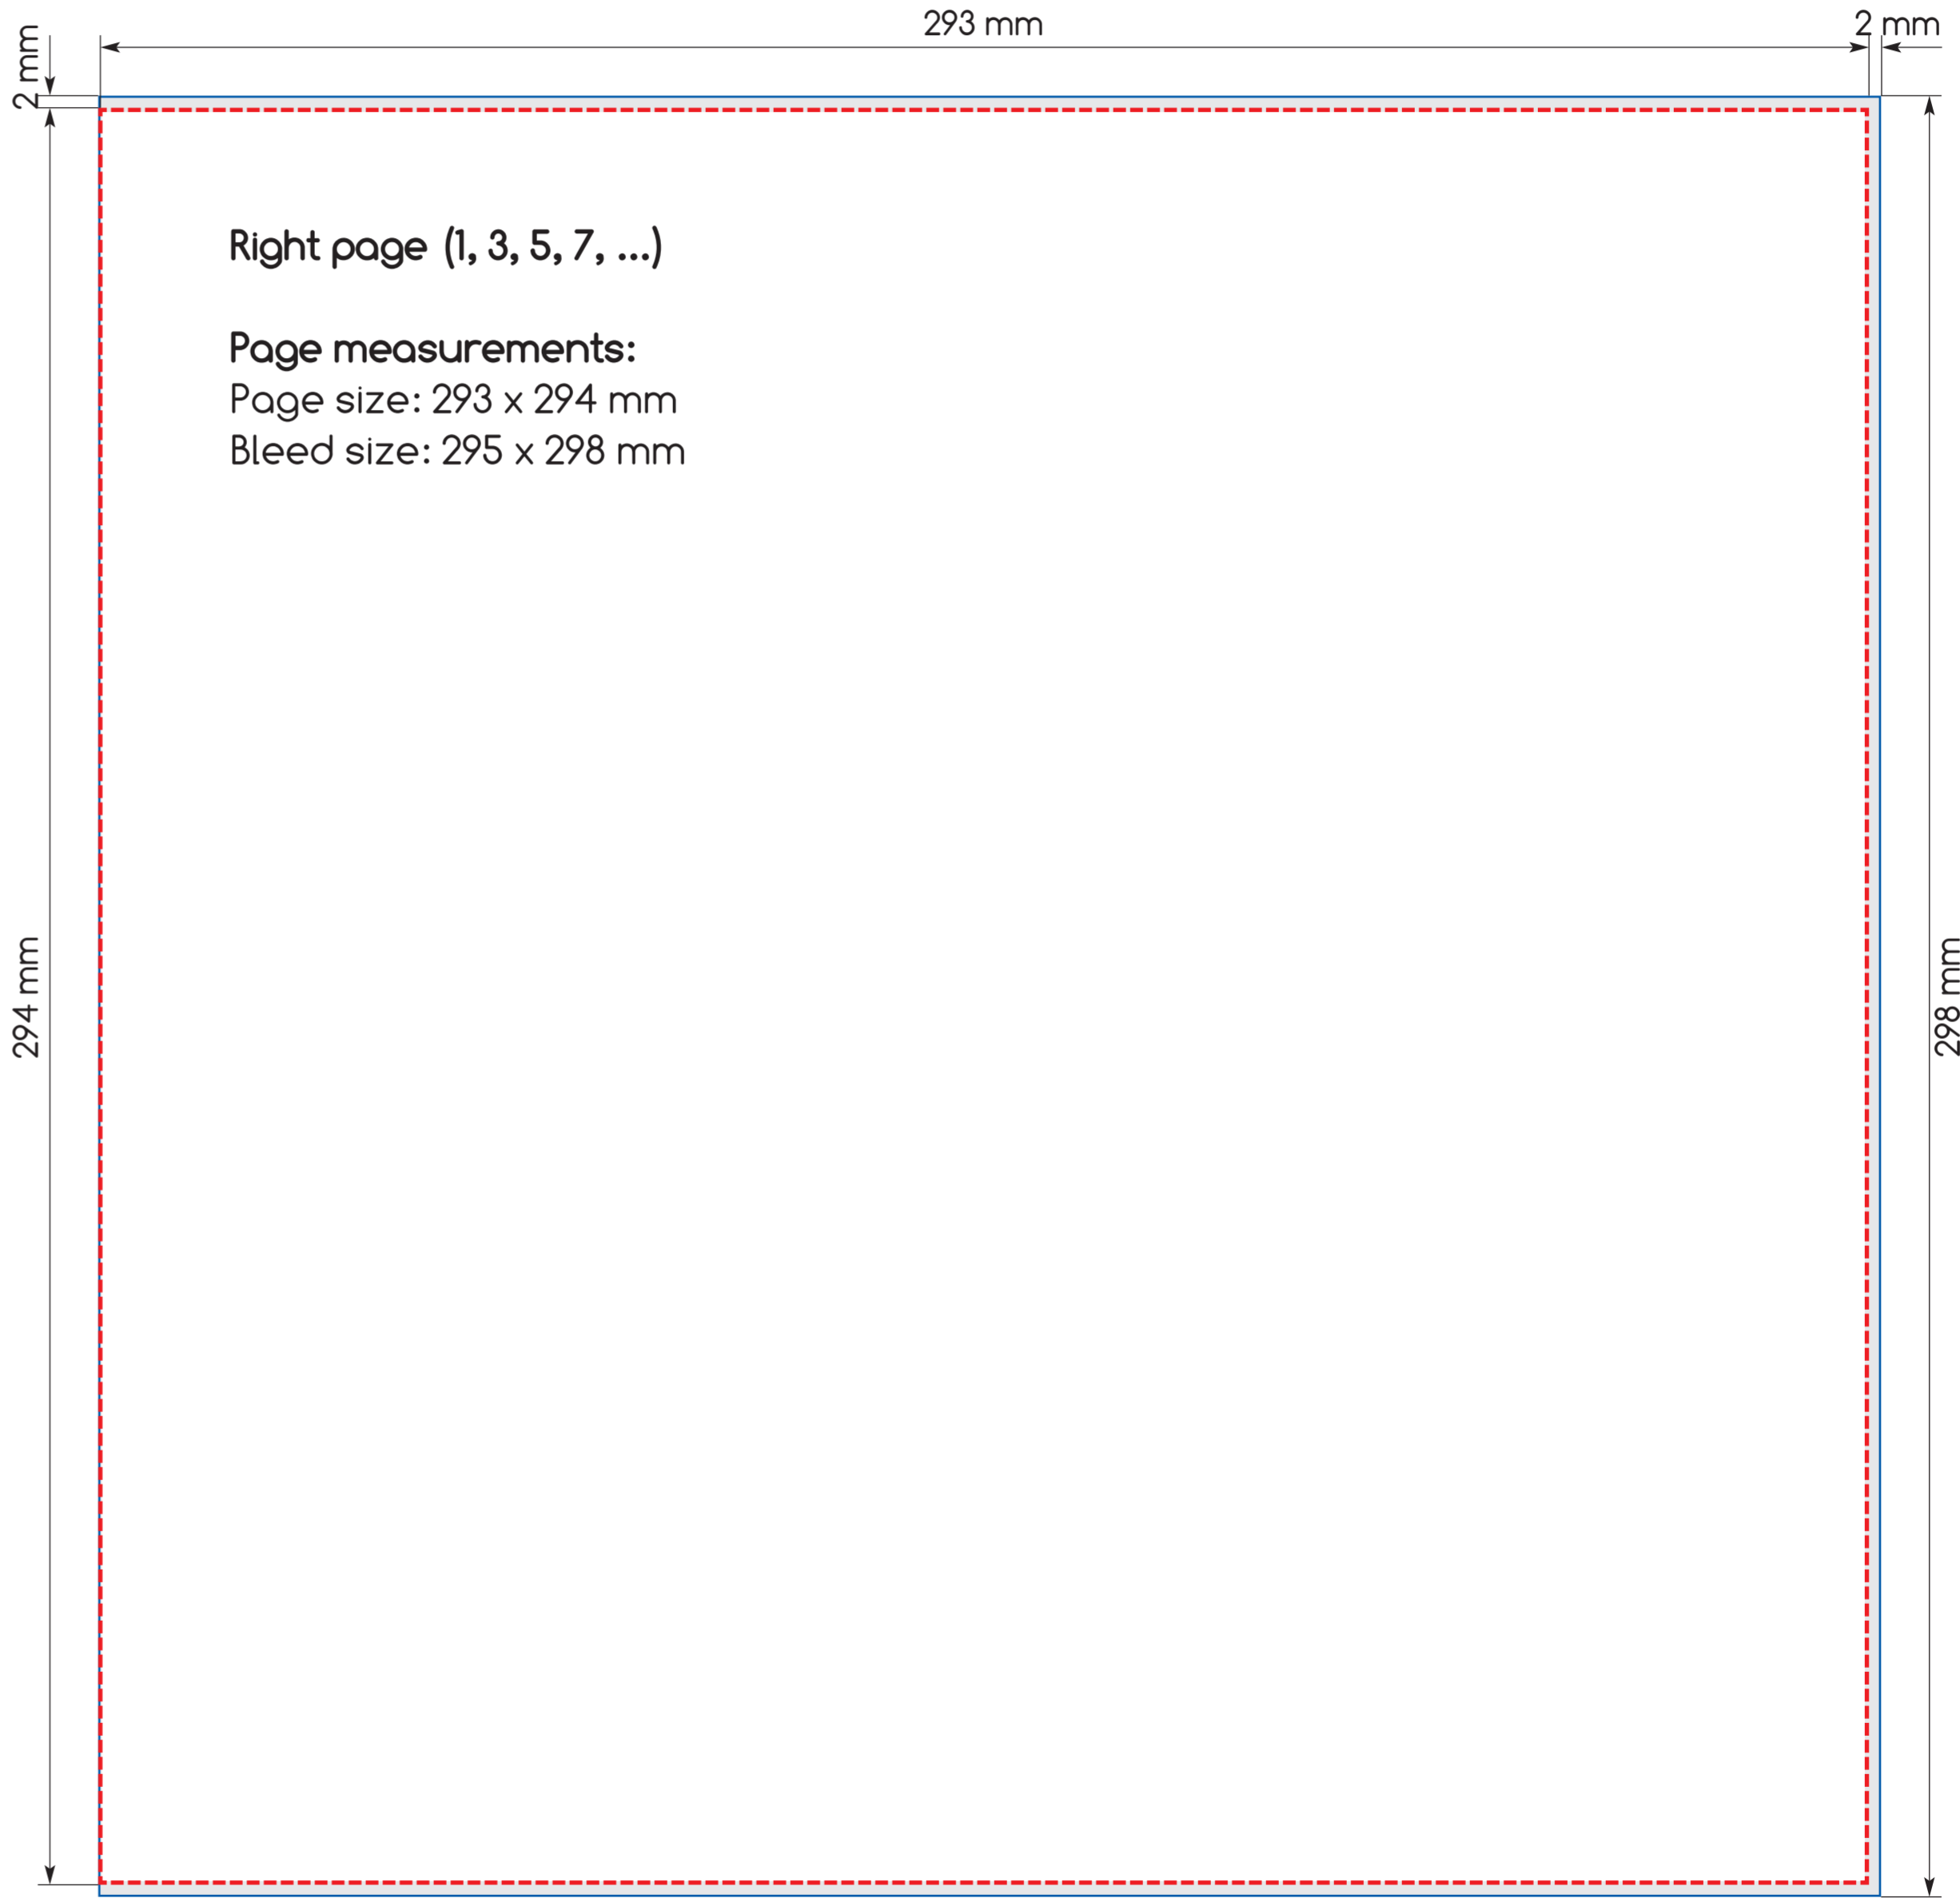 293 mm
2 mm
2 mm
Right page (1, 3, 5, 7, ...)
Page measurements:
Page size: 293 x 294 mm
Bleed size: 295 x 298 mm
294 mm
298 mm